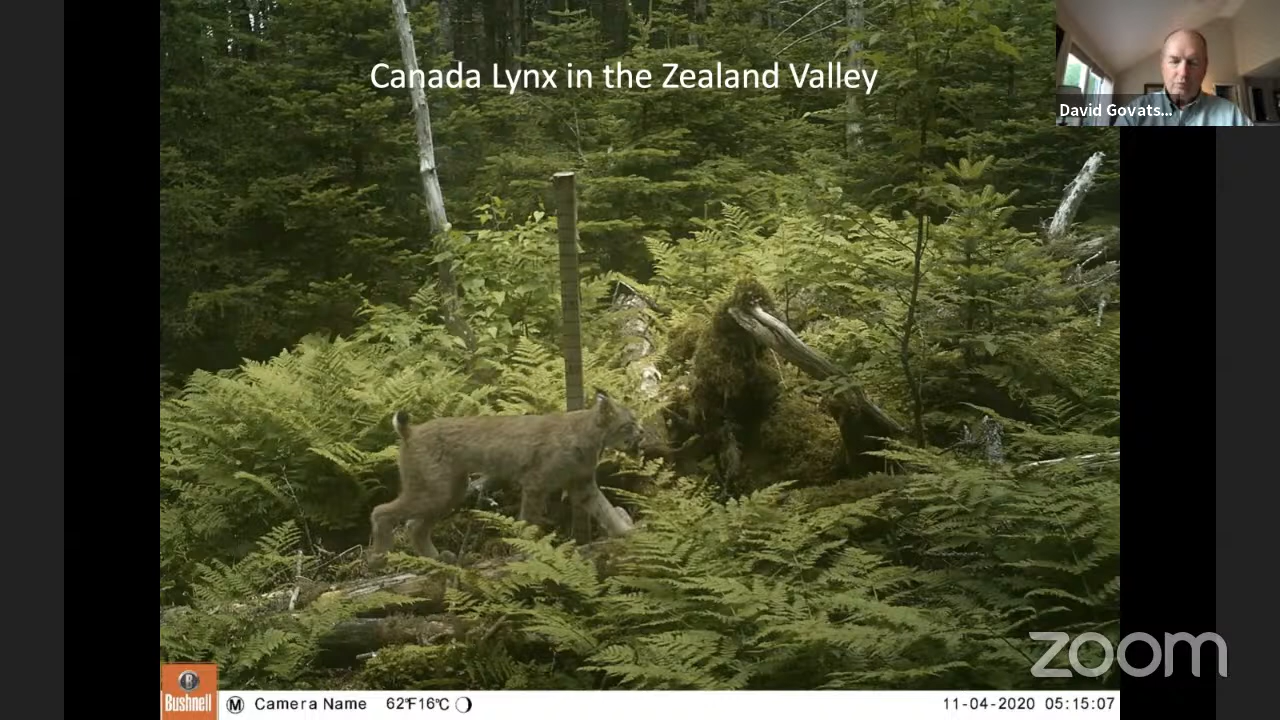 Canada Lynx in the Zealand Valley
David Govats...
zoom
Bushnell
M Camera Name 62°F16°C 11-04-2020 05:15:07